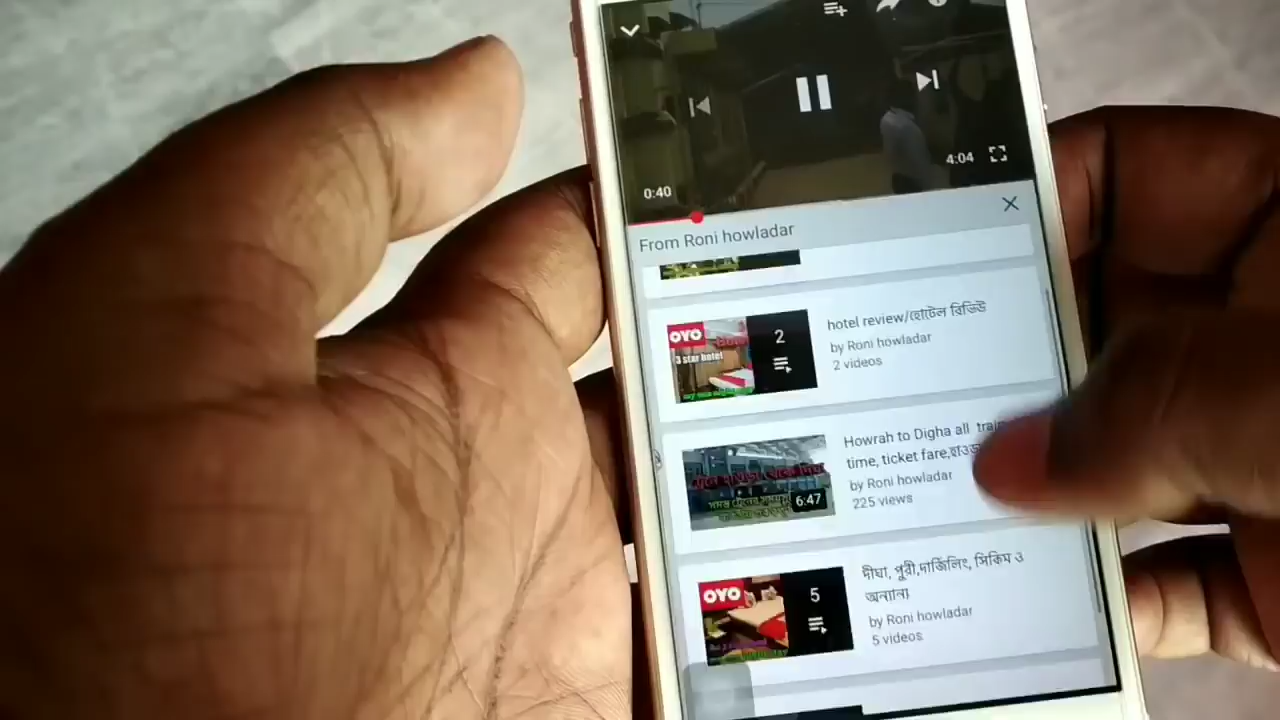 0:40
4:04
From Roni howladar
OYO
3 star hotel
2
hotel review/হোটেল রিভিউ
by Roni howladar
2 videos
6:47
Howrah to Digha all train
time, ticket fare,হাওড়া
by Roni howladar
225 views
OYO
5
দীঘা, পুরী,দার্জিলিং, সিকিম ও
অন্যান্য
by Roni howladar
5 videos